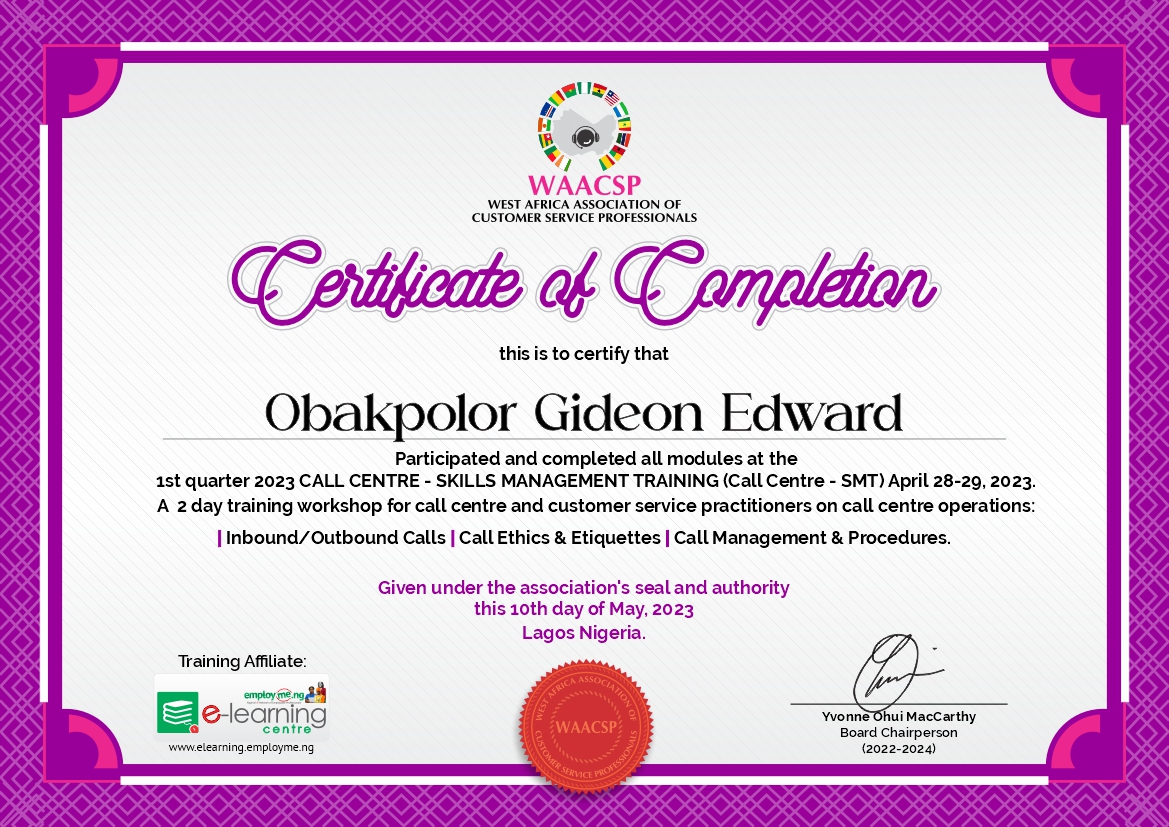 WAACSP
WEST AFRICA ASSOCIATION OF
CUSTOMER SERVICE PROFESSIONALS
Certificate of Completion
this is to certify that
Obakpolor Gideon Edward
Participated and completed all modules at the
1st quarter 2023 CALL CENTRE - SKILLS MANAGEMENT TRAINING (Call Centre - SMT) April 28-29, 2023.
A 2 day training workshop for call centre and customer service practitioners on call centre operations:
| Inbound/Outbound Calls | Call Ethics & Etiquettes | Call Management & Procedures.
Given under the association's seal and authority
this 10th day of May, 2023
Lagos Nigeria.
Training Affiliate:
employ me.ng
e-learning
centre
www.elearning.employme.ng
WEST AFRICA ASSOCIATION OF
WAACSP
CUSTOMER SERVICE PROFESSIONALS
Yvonne Ohui MacCarthy
Board Chairperson
(2022-2024)